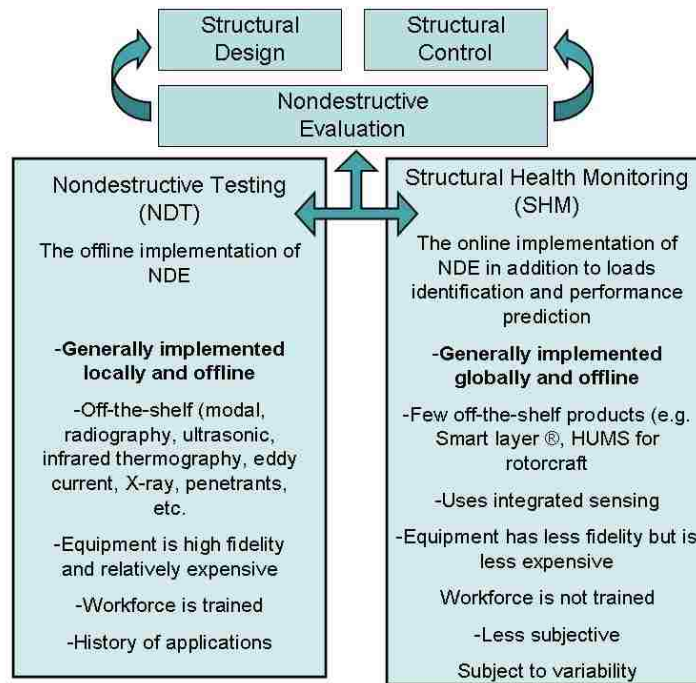 Structural
Design
Structural
Control
Nondestructive
Evaluation
Nondestructive Testing
(NDT)
The offline implementation of
NDE
-Generally implemented
locally and offline
-Off-the-shelf (modal,
radiography, ultrasonic,
infrared thermography, eddy
current, X-ray, penetrants,
etc.
-Equipment is high fidelity
and relatively expensive
-Workforce is trained
-History of applications
Structural Health Monitoring
(SHM)
The online implementation of
NDE in addition to loads
identification and performance
prediction
-Generally implemented
globally and offline
-Few off-the-shelf products (e.g.
Smart layer ®, HUMS for
rotorcraft
-Uses integrated sensing
-Equipment has less fidelity but is
less expensive
Workforce is not trained
-Less subjective
Subject to variability